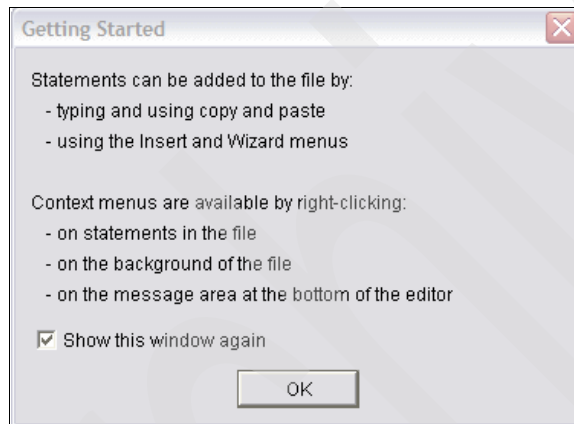 Getting Started
Statements can be added to the file by:
- typing and using copy and paste
- using the Insert and Wizard menus
Context menus are available by right-clicking:
- on statements in the file
- on the background of the file
- on the message area at the bottom of the editor
Show this window again
OK